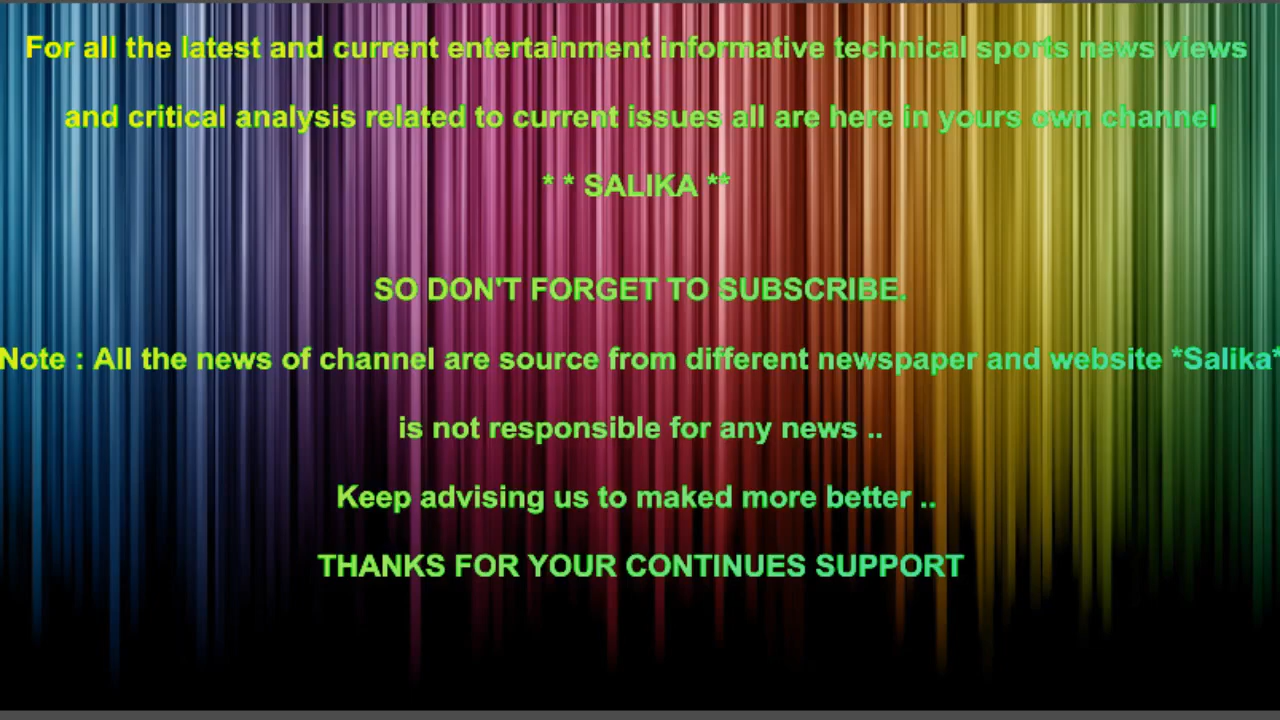 For all the latest and current entertainment informative technical sports news views
and critical analysis related to current issues all are here in yours own channel
* * SALIKA **
SO DON'T FORGET TO SUBSCRIBE.
Note : All the news of channel are source from different newspaper and website *Salika*
is not responsible for any news ..
Keep advising us to maked more better ..
THANKS FOR YOUR CONTINUES SUPPORT